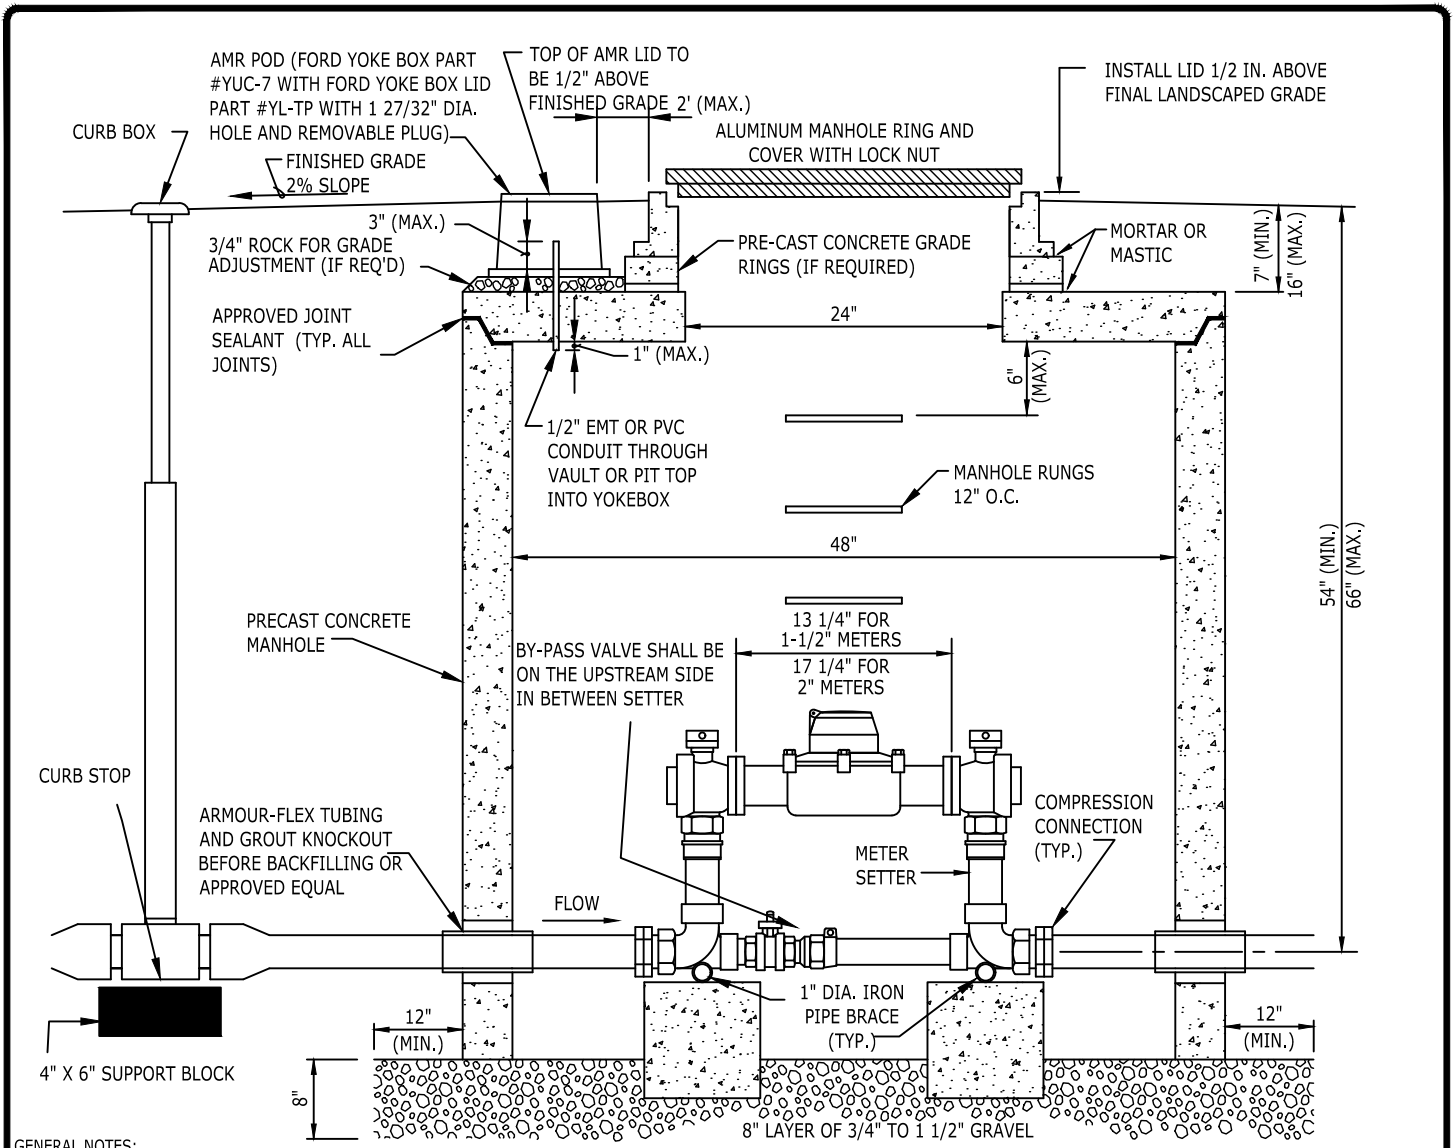 AMR POD (FORD YOKE BOX PART
#YUC-7 WITH FORD YOKE BOX LID
PART #YL-TP WITH 1 27/32" DIA.
HOLE AND REMOVABLE PLUG)
TOP OF AMR LID TO
BE 1/2" ABOVE
FINISHED GRADE
2' (MAX.)
INSTALL LID 1/2 IN. ABOVE
FINAL LANDSCAPED GRADE
CURB BOX
ALUMINUM MANHOLE RING AND
COVER WITH LOCK NUT
FINISHED GRADE
2% SLOPE
3" (MAX.)
3/4" ROCK FOR GRADE
ADJUSTMENT (IF REQ'D)
PRE-CAST CONCRETE GRADE
RINGS (IF REQUIRED)
MORTAR OR
MASTIC
7" (MIN.)
16" (MAX.)
APPROVED JOINT
SEALANT (TYP. ALL
JOINTS)
24"
1" (MAX.)
6"
(MAX.)
1/2" EMT OR PVC
CONDUIT THROUGH
VAULT OR PIT TOP
INTO YOKEBOX
MANHOLE RUNGS
12" O.C.
48"
54" (MIN.)
66" (MAX.)
PRECAST CONCRETE
MANHOLE
13 1/4" FOR
1-1/2" METERS
17 1/4" FOR
2" METERS
BY-PASS VALVE SHALL BE
ON THE UPSTREAM SIDE
IN BETWEEN SETTER
CURB STOP
ARMOUR-FLEX TUBING
AND GROUT KNOCKOUT
BEFORE BACKFILLING OR
APPROVED EQUAL
COMPRESSION
CONNECTION
(TYP.)
METER
SETTER
FLOW
1" DIA. IRON
PIPE BRACE
(TYP.)
12"
(MIN.)
12"
(MIN.)
4" X 6" SUPPORT BLOCK
8"
8" LAYER OF 3/4" TO 1 1/2" GRAVEL
GENERAL NOTES: